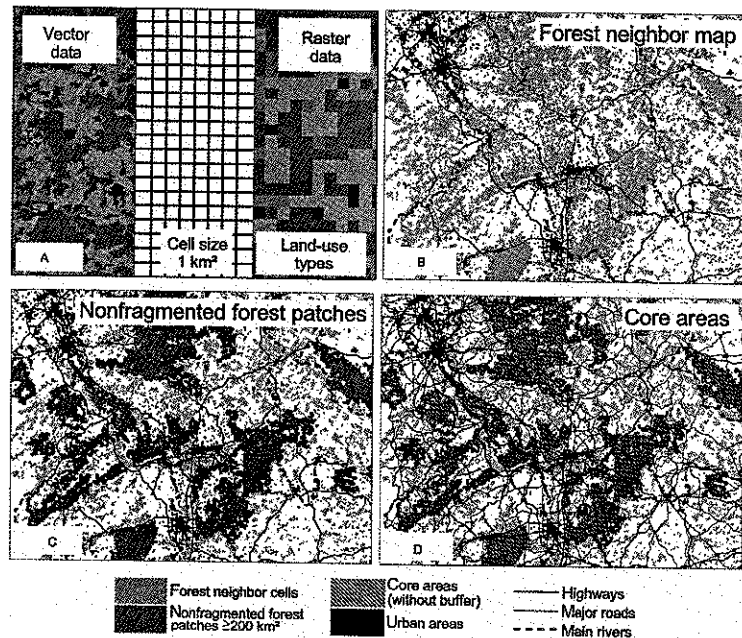 Vector
data
Raster
data
Cell size
1 km²
Land-use
types
A
Forest neighbor map
B
Nonfragmented forest patches
C
Core areas
D
Forest neighbor cells
Nonfragmented forest
patches ≥200 km²
Core areas
(without buffer)
Urban areas
Highways
Major roads
Main rivers